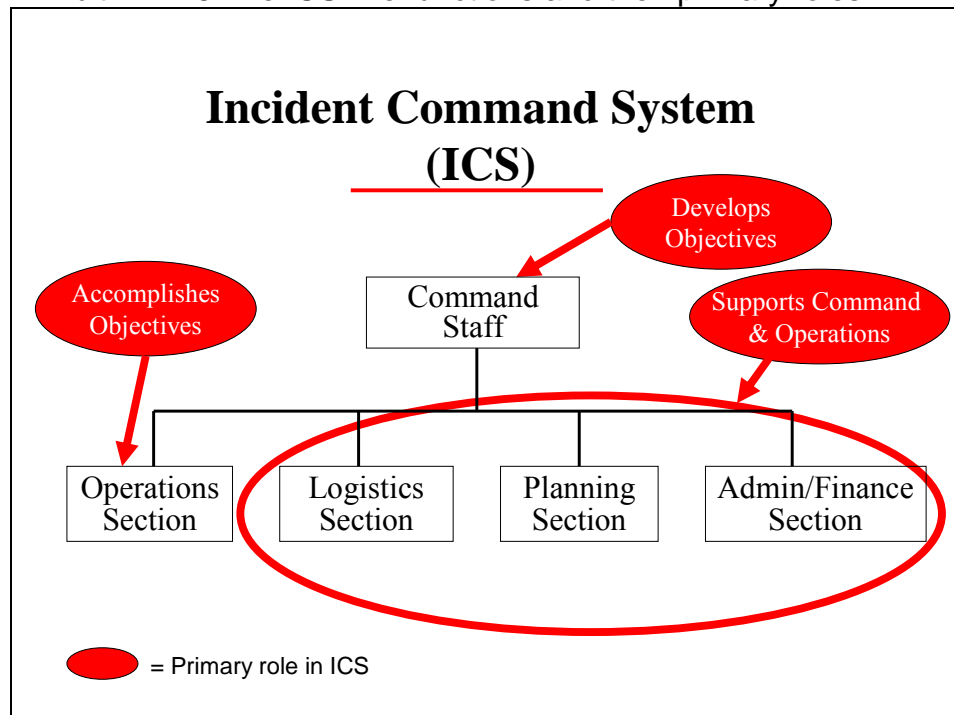 Incident Command System
(ICS)
Develops
Objectives
Accomplishes
Objectives
Command
Staff
Supports Command
& Operations
Operations
Section
Logistics
Section
Planning
Section
Admin/Finance
Section
= Primary role in ICS